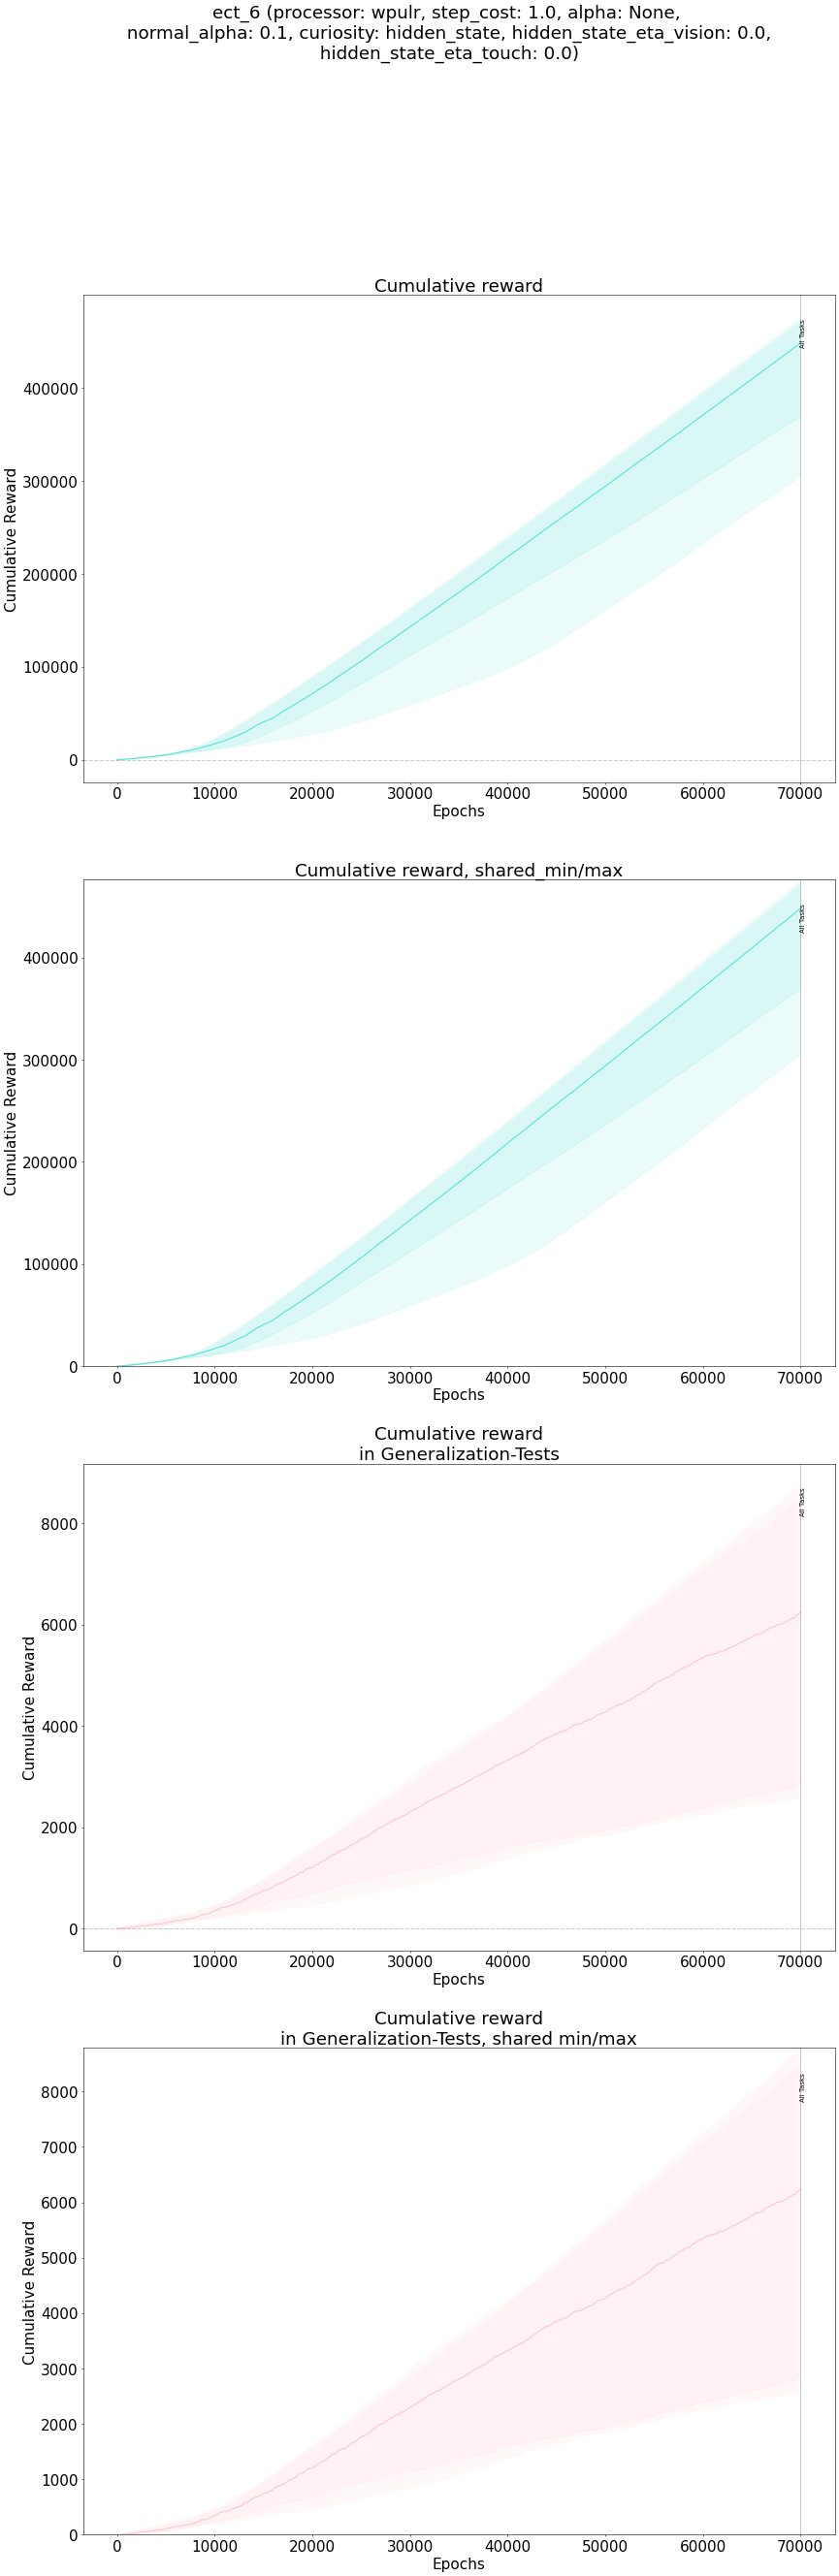 ect_6 (processor: wpulr, step_cost: 1.0, alpha: None,
normal_alpha: 0.1, curiosity: hidden_state, hidden_state_eta_vision: 0.0,
hidden_state_eta_touch: 0.0)
Cumulative reward
All Tasks
400000
300000
200000
100000
0
Cumulative Reward
0 10000 20000 30000 40000 50000 60000 70000
Epochs
Cumulative reward, shared_min/max
All Tasks
400000
300000
200000
100000
0
Cumulative Reward
0 10000 20000 30000 40000 50000 60000 70000
Epochs
Cumulative reward
in Generalization-Tests
All Tasks
8000
6000
4000
2000
0
Cumulative Reward
0 10000 20000 30000 40000 50000 60000 70000
Epochs
Cumulative reward
in Generalization-Tests, shared min/max
All Tasks
8000
7000
6000
5000
4000
3000
2000
1000
0
Cumulative Reward
0 10000 20000 30000 40000 50000 60000 70000
Epochs